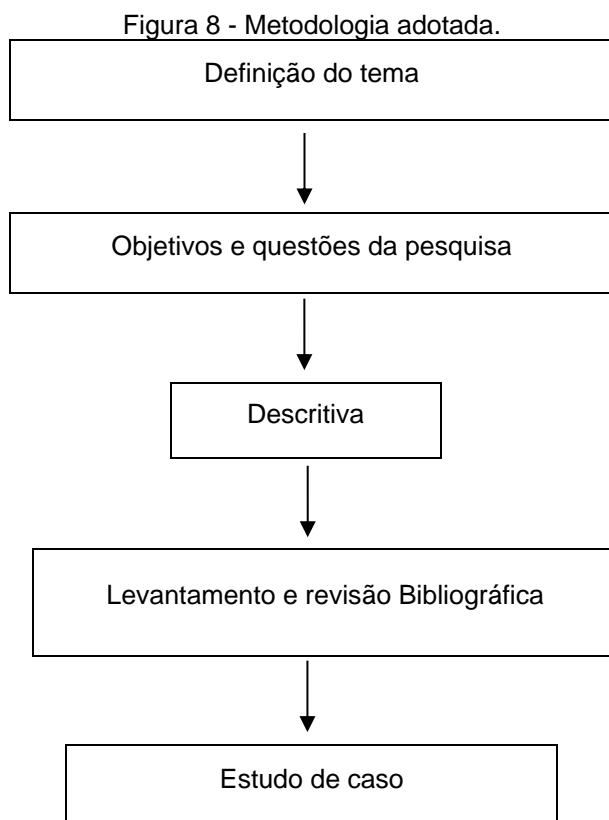 Figura 8 - Metodologia adotada.
Definição do tema
Objetivos e questões da pesquisa
Descritiva
Levantamento e revisão Bibliográfica
Estudo de caso